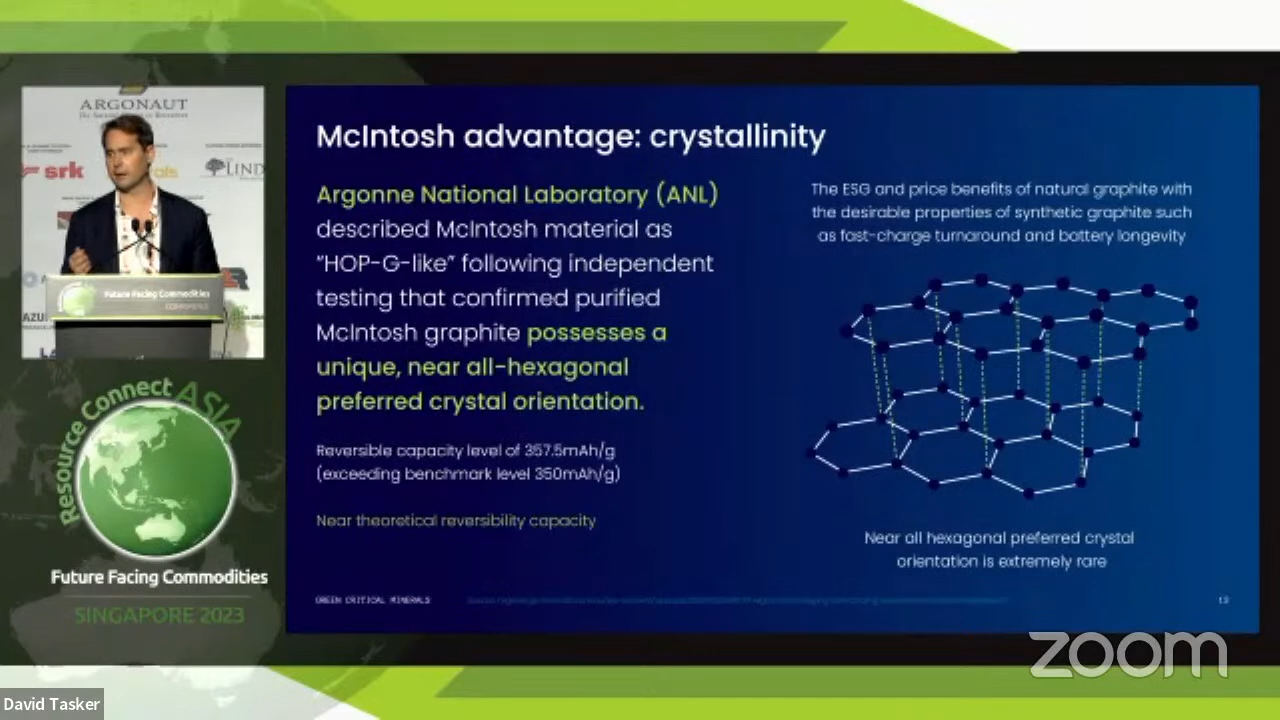 ARGONAUT
srk
als
LIND
Future Facing Commodities
CONFERENCE
Resource Connect ASIA
Future Facing Commodities
SINGAPORE 2023
McIntosh advantage: crystallinity
Argonne National Laboratory (ANL)
described McIntosh material as
"HOP-G-like" following independent
testing that confirmed purified
McIntosh graphite possesses a
unique, near all-hexagonal
preferred crystal orientation.
Reversible capacity level of 357.5mAh/g
(exceeding benchmark level 350mAh/g)
Near theoretical reversibility capacity
The ESG and price benefits of natural graphite with
the desirable properties of synthetic graphite such
as fast-charge turnaround and battery longevity
Near all hexagonal preferred crystal
orientation is extremely rare
GREEN CRITICAL MINERALS
13
zoom
David Tasker